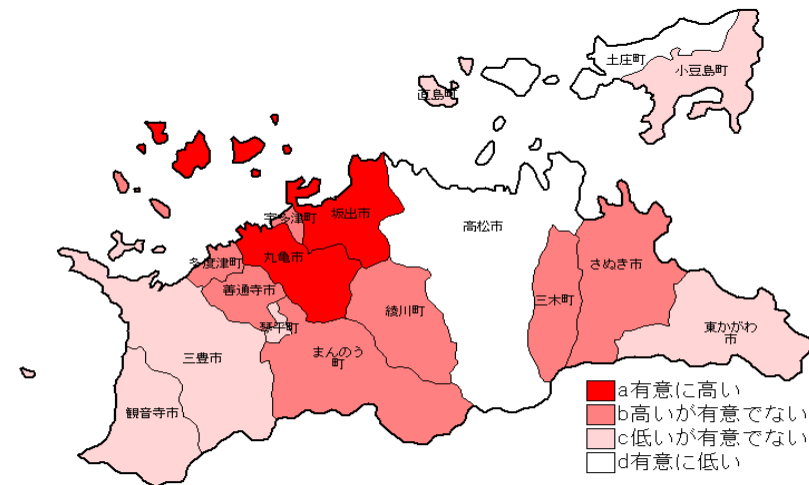 土庄町
小豆島町
直島町
宇多津町
坂出市
高松市
丸亀市
多度津町
さぬき市
善通寺市
綾川町
三木町
琴平町
東かがわ
市
まんのう
町
三豊市
観音寺市
a有意に高い
b高いが有意でない
c低いが有意でない
d有意に低い